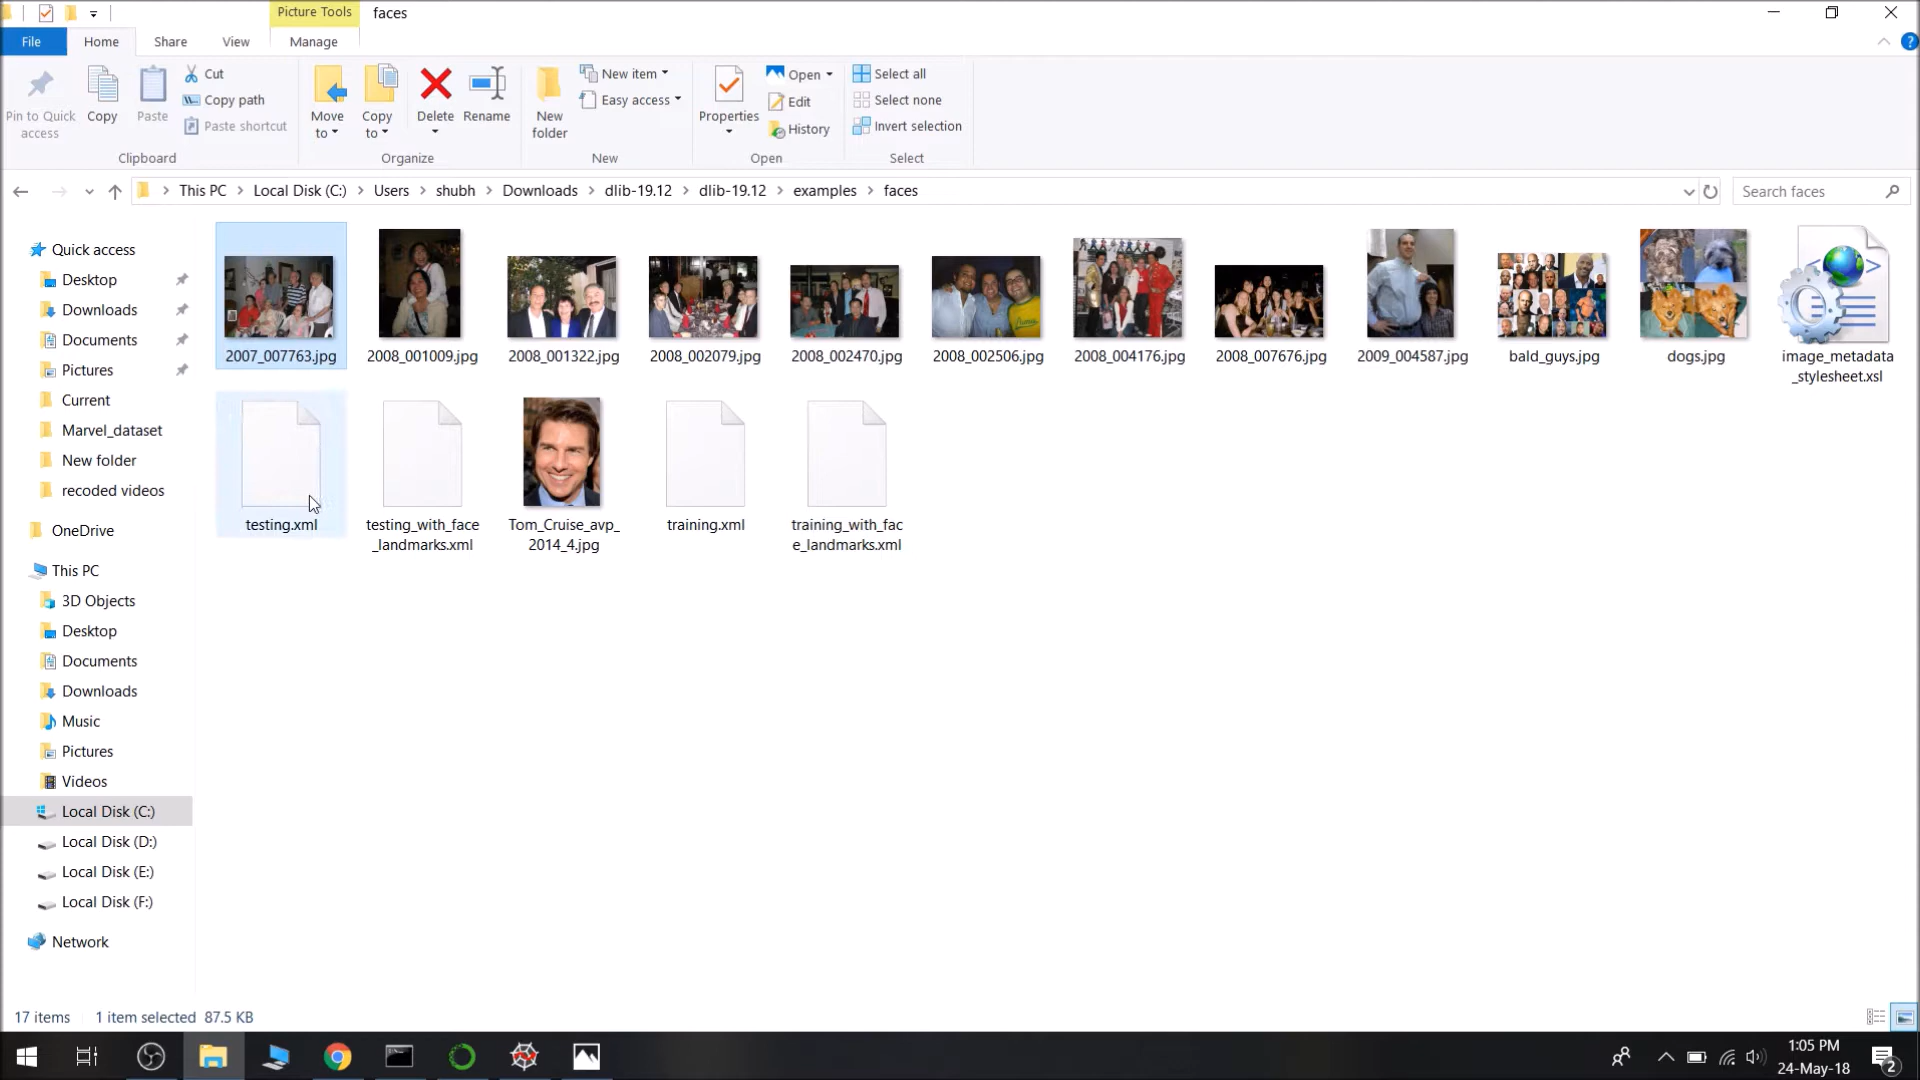 Picture Tools
faces
File
Home
Share
View
Manage
?
Pin to Quick
access
Copy
Paste
Cut
Copy path
Paste shortcut
Move
to
Copy
to
Delete
Rename
New
folder
New item
Easy access
Properties
Open
Edit
History
Select all
Select none
Invert selection
Clipboard
Organize
New
Open
Select
This PC > Local Disk (C:) > Users > shubh > Downloads > dlib-19.12 > dlib-19.12 > examples > faces
Search faces
Quick access
Desktop
Downloads
Documents
Pictures
Current
Marvel_dataset
New folder
recoded videos
OneDrive
This PC
3D Objects
Desktop
Documents
Downloads
Music
Pictures
Videos
Local Disk (C:)
Local Disk (D:)
Local Disk (E:)
Local Disk (F:)
Network
2007_007763.jpg
2008_001009.jpg
2008_001322.jpg
2008_002079.jpg
2008_002470.jpg
2008_002506.jpg
2008_004176.jpg
2008_007676.jpg
2009_004587.jpg
bald_guys.jpg
dogs.jpg
image_metadata
_stylesheet.xsl
testing.xml
testing_with_face
_landmarks.xml
Tom_Cruise_avp_
2014_4.jpg
training.xml
training_with_fac
e_landmarks.xml
17 items
1 item selected 87.5 KB
1:05 PM
24-May-18
2